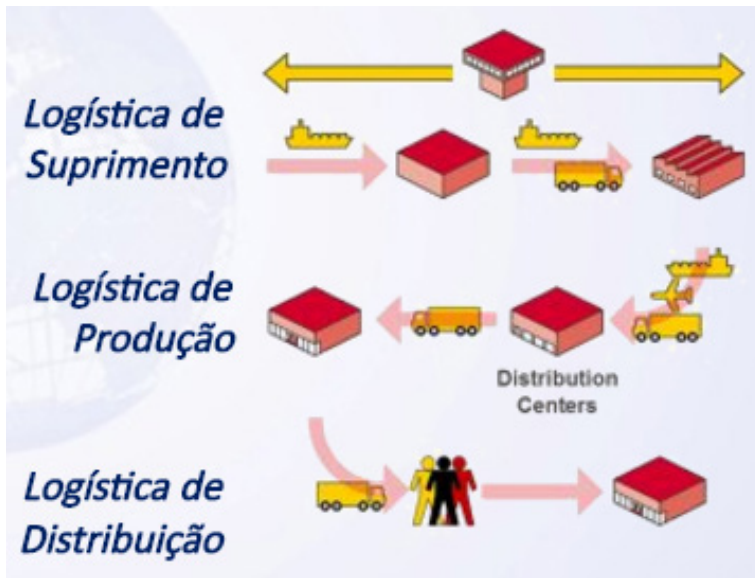 Logística de
Suprimento
Logística de
Produção
Distribution
Centers
Logística de
Distribuição